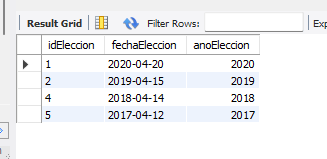 Result Grid Filter Rows: Exp
idEleccion fechaEleccion anoEleccion
1 2020-04-20 2020
2 2019-04-15 2019
4 2018-04-14 2018
5 2017-04-12 2017